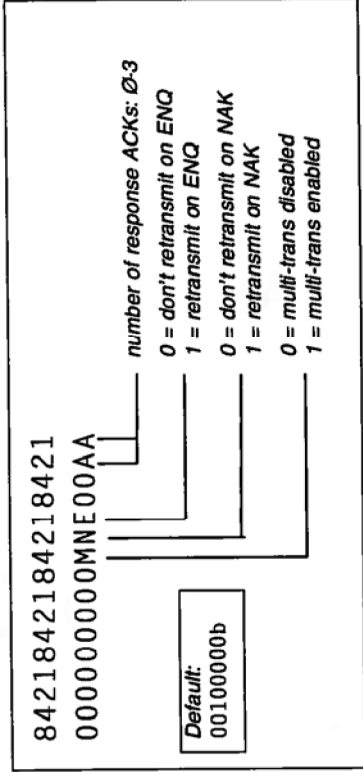 8421842184218421
000000000MNE00AA
number of response ACKs: Ø-3
0 = don't retransmit on ENQ
1 = retransmit on ENQ
0 = don't retransmit on NAK
1 = retransmit on NAK
0 = multi-trans disabled
1 = multi-trans enabled
Default:
00100000b